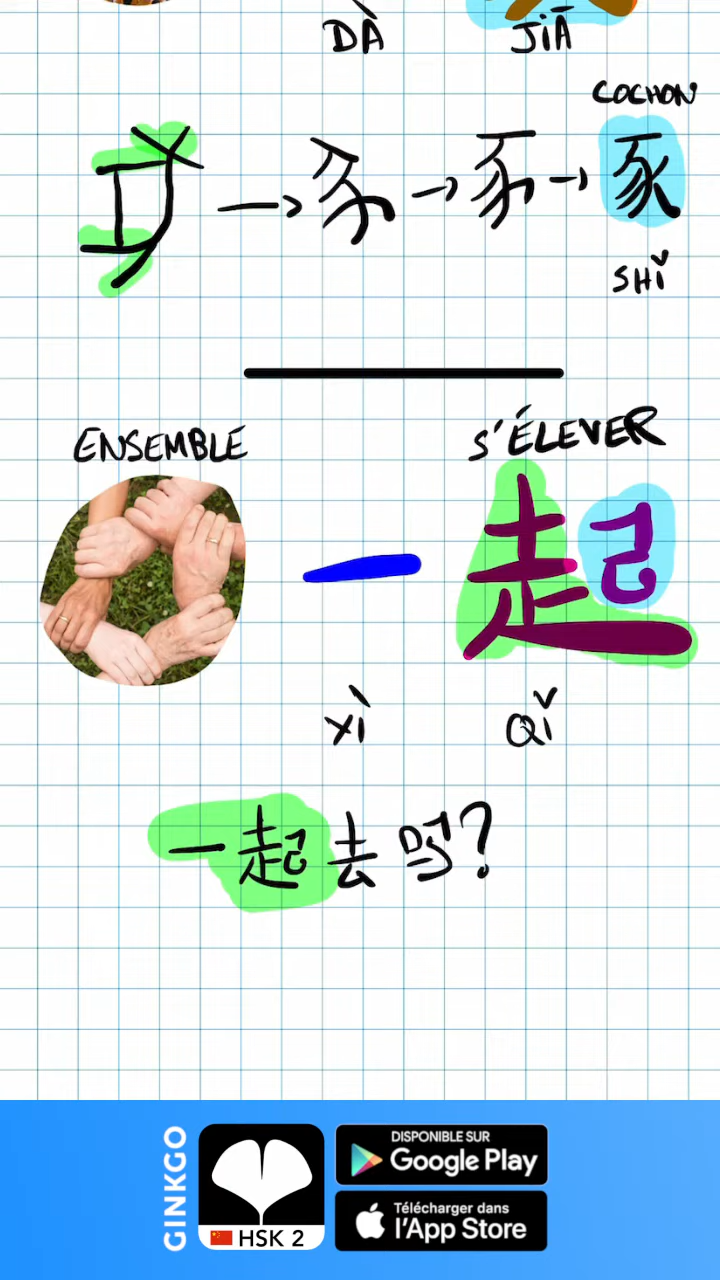 DÀ JIĀ
COCHON
豕
SHǏ
ENSEMBLE S'ÉLEVER
一起
XÌ QǏ
一起去吗?
GINKGO
HSK 2
DISPONIBLE SUR
Google Play
Télécharger dans
l'App Store